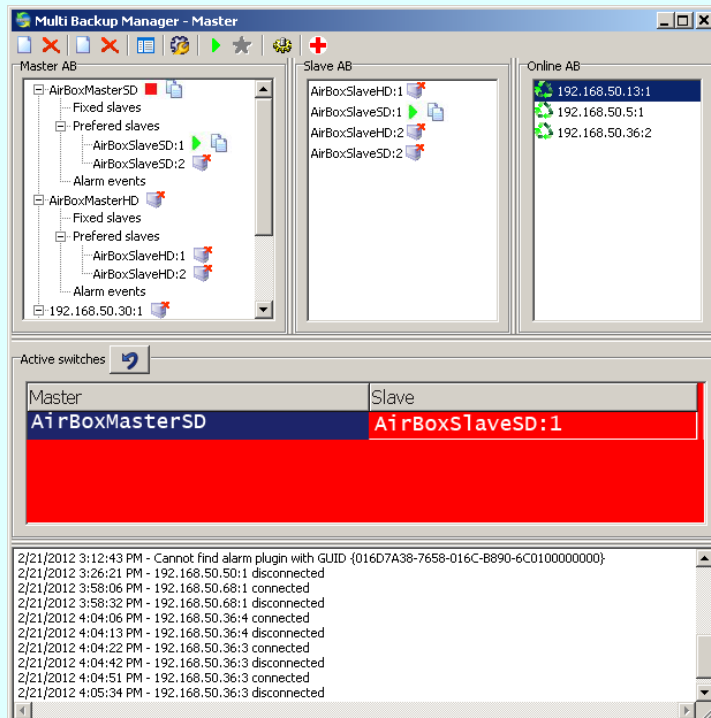 Multi Backup Manager - Master
Master AB
AirBoxMasterSD
Fixed slaves
Prefered slaves
AirBoxSlaveSD:1
AirBoxSlaveSD:2
Alarm events
AirBoxMasterHD
Fixed slaves
Prefered slaves
AirBoxSlaveHD:1
AirBoxSlaveHD:2
Alarm events
192.168.50.30:1
Slave AB
AirBoxSlaveHD:1
AirBoxSlaveSD:1
AirBoxSlaveHD:2
AirBoxSlaveSD:2
Online AB
192.168.50.13:1
192.168.50.5:1
192.168.50.36:2
Active switches
Master Slave
AirBoxMasterSD AirBoxSlaveSD:1
2/21/2012 3:12:43 PM - Cannot find alarm plugin with GUID {016D7A38-7658-016C-B890-6C0100000000}
2/21/2012 3:26:21 PM - 192.168.50.50:1 disconnected
2/21/2012 3:58:06 PM - 192.168.50.68:1 connected
2/21/2012 3:58:32 PM - 192.168.50.68:1 disconnected
2/21/2012 4:04:06 PM - 192.168.50.36:4 connected
2/21/2012 4:04:13 PM - 192.168.50.36:4 disconnected
2/21/2012 4:04:22 PM - 192.168.50.36:3 connected
2/21/2012 4:04:42 PM - 192.168.50.36:3 disconnected
2/21/2012 4:04:51 PM - 192.168.50.36:3 connected
2/21/2012 4:05:34 PM - 192.168.50.36:3 disconnected